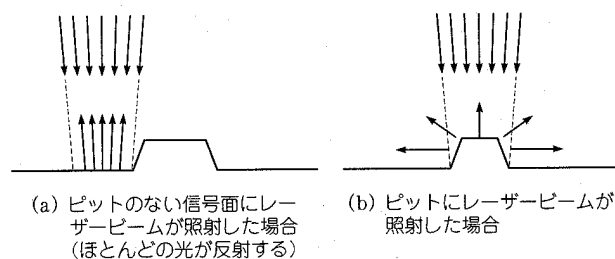 (a) ピットのない信号面にレー
ザービームが照射した場合
(ほとんどの光が反射する)
(b) ピットにレーザービームが
照射した場合